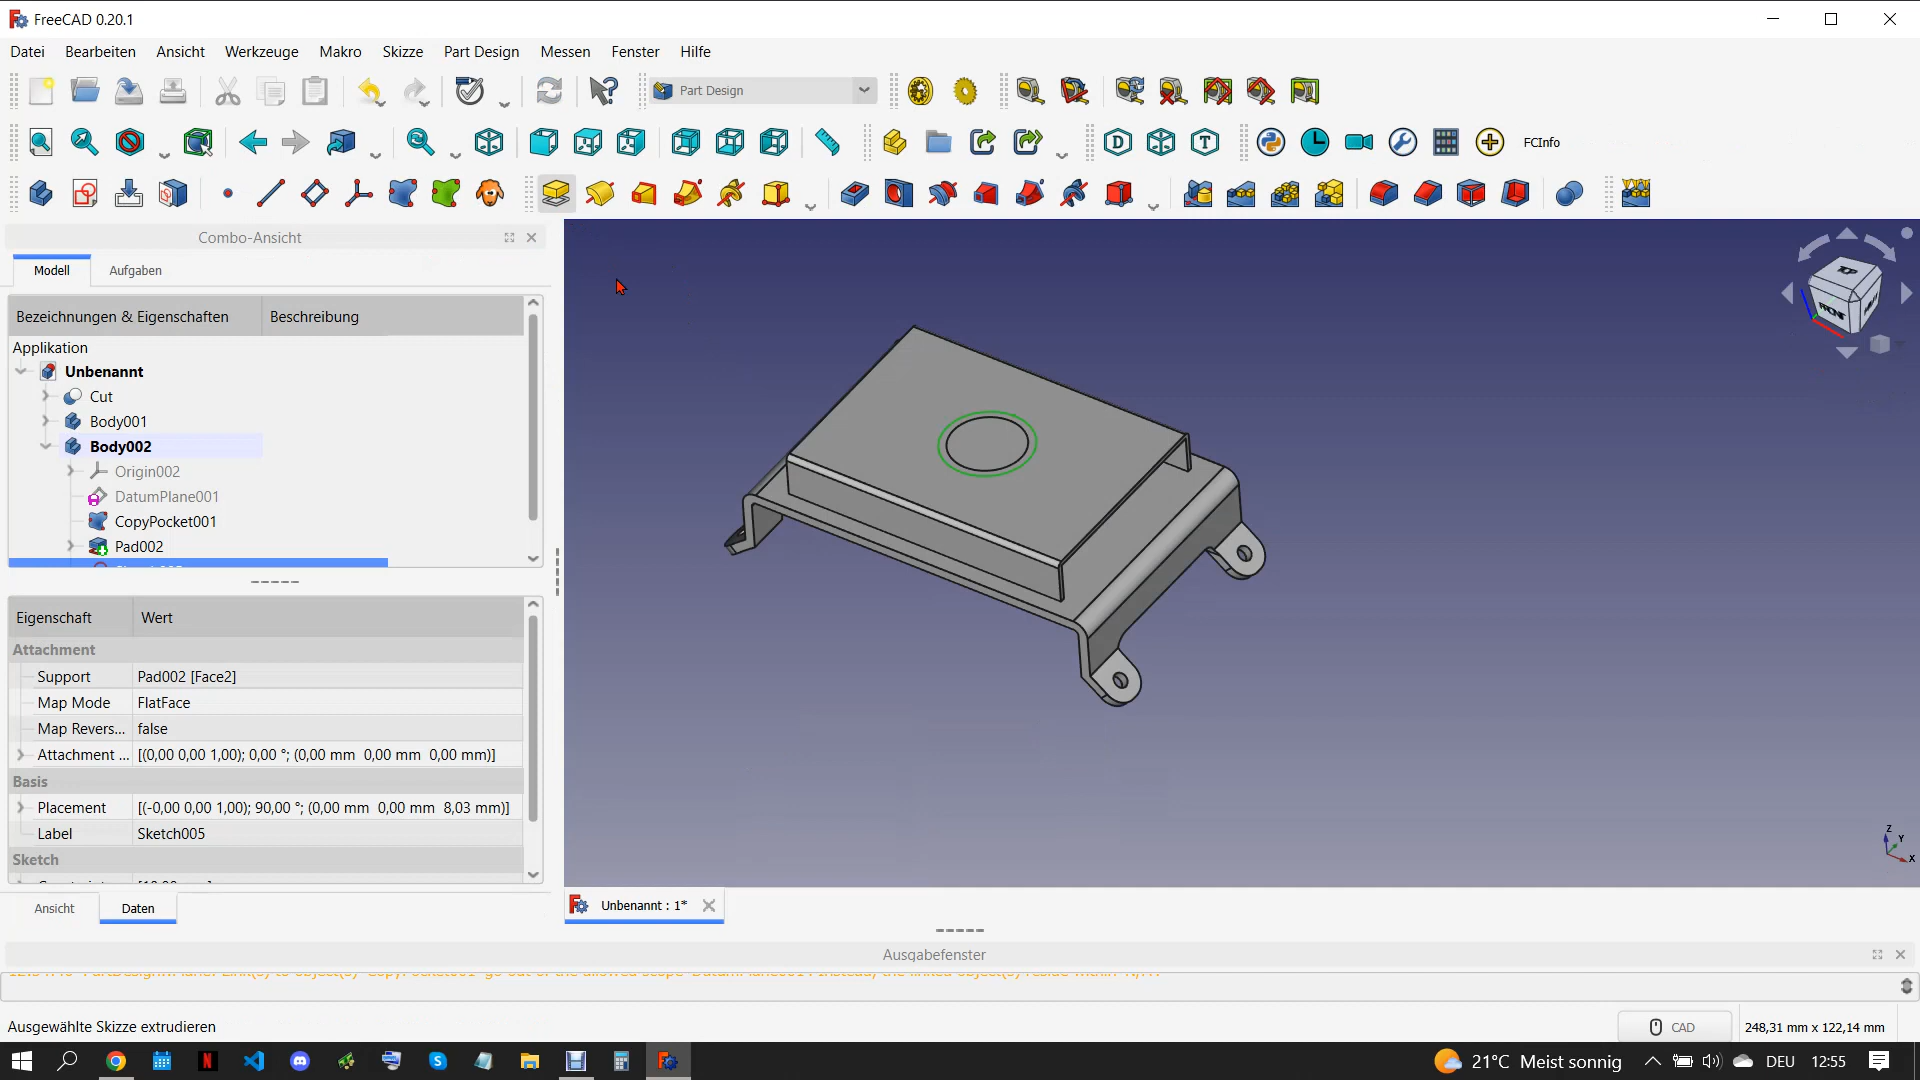 FreeCAD 0.20.1
Datei Bearbeiten Ansicht Werkzeuge Makro Skizze Part Design Messen Fenster Hilfe
Part Design
FCInfo
Combo-Ansicht
Modell Aufgaben
Bezeichnungen & Eigenschaften Beschreibung
Applikation
Unbenannt
Cut
Body001
Body002
Origin002
DatumPlane001
CopyPocket001
Pad002
Eigenschaft Wert
Attachment
Support Pad002 [Face2]
Map Mode FlatFace
Map Revers... false
Attachment ... [(0,00 0,00 1,00); 0,00 °; (0,00 mm 0,00 mm 0,00 mm)]
Basis
Placement [(-0,00 0,00 1,00); 90,00 °; (0,00 mm 0,00 mm 8,03 mm)]
Label Sketch005
Sketch
Ansicht Daten
TOP
FRONT
Z
Y
X
Unbenannt : 1*
Ausgabefenster
Ausgewählte Skizze extrudieren
CAD 248,31 mm x 122,14 mm
21°C Meist sonnig DEU 12:55